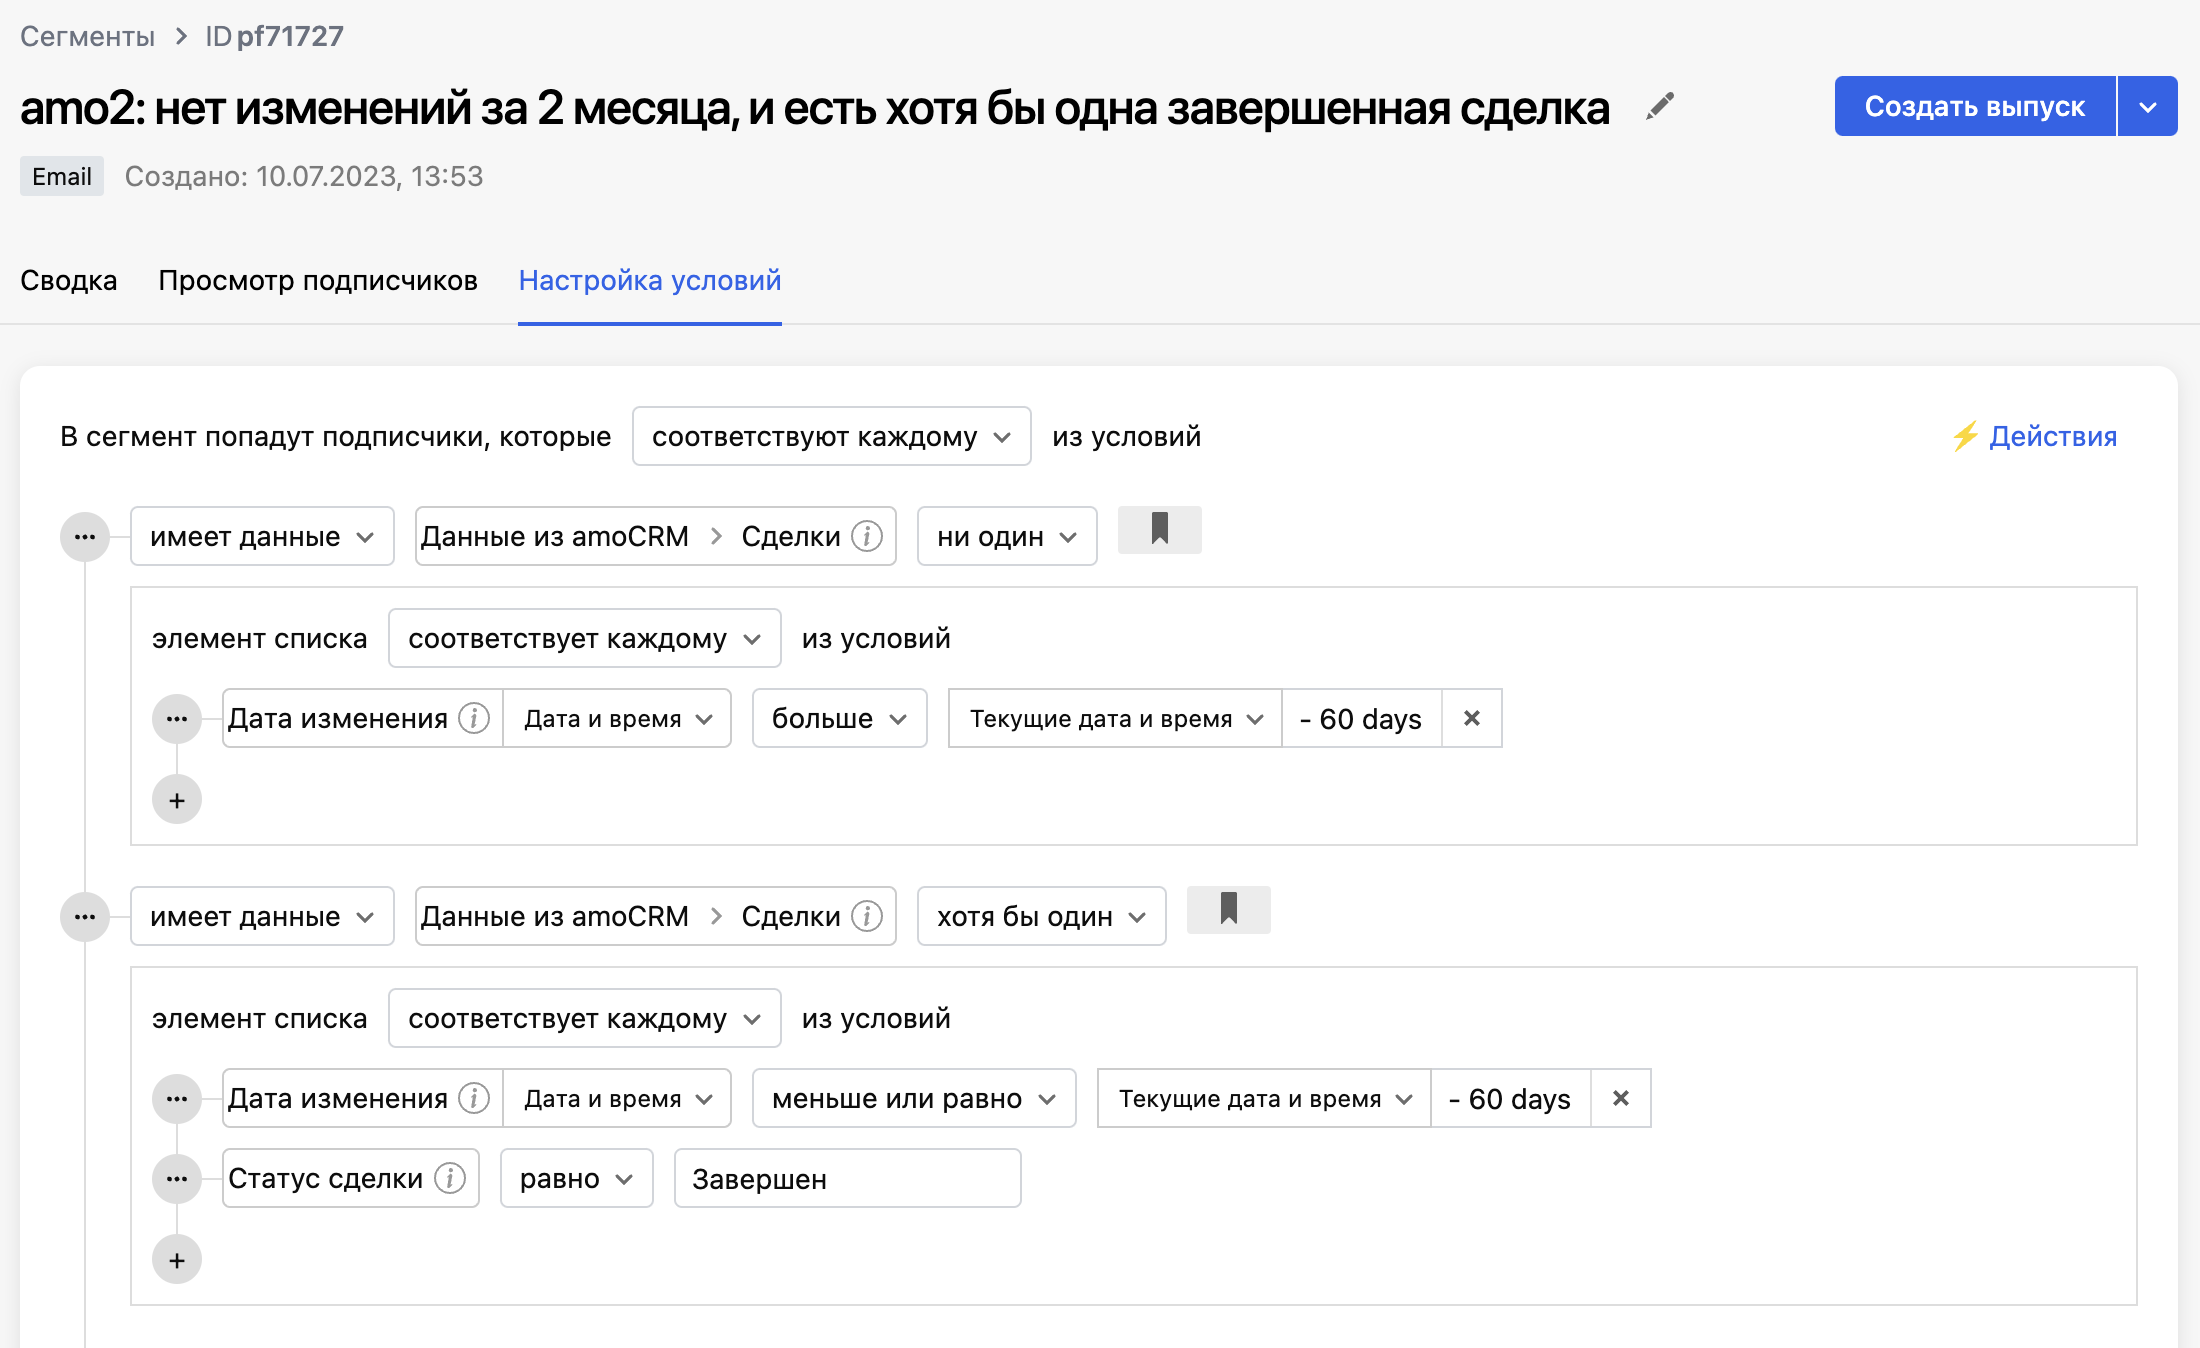 Сегменты > ID pf71727
amo2: нет изменений за 2 месяца, и есть хотя бы одна завершенная сделка
Создать выпуск
Email Создано: 10.07.2023, 13:53
Сводка Просмотр подписчиков Настройка условий
В сегмент попадут подписчики, которые соответствуют каждому из условий
Действия
имеет данные Данные из amoCRM > Сделки i ни один
элемент списка соответствует каждому из условий
Дата изменения i Дата и время больше Текущие дата и время - 60 days ×
+
имеет данные Данные из amoCRM > Сделки i хотя бы один
элемент списка соответствует каждому из условий
Дата изменения i Дата и время меньше или равно Текущие дата и время - 60 days ×
Статус сделки i равно Завершен
+